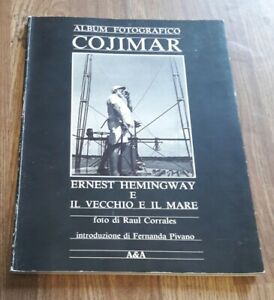 ALBUM FOTOGRAFICO
COJIMAR
ERNEST HEMINGWAY
E
IL VECCHIO E IL MARE
foto di Raul Corrales
introduzione di Fernanda Pivano
A&A